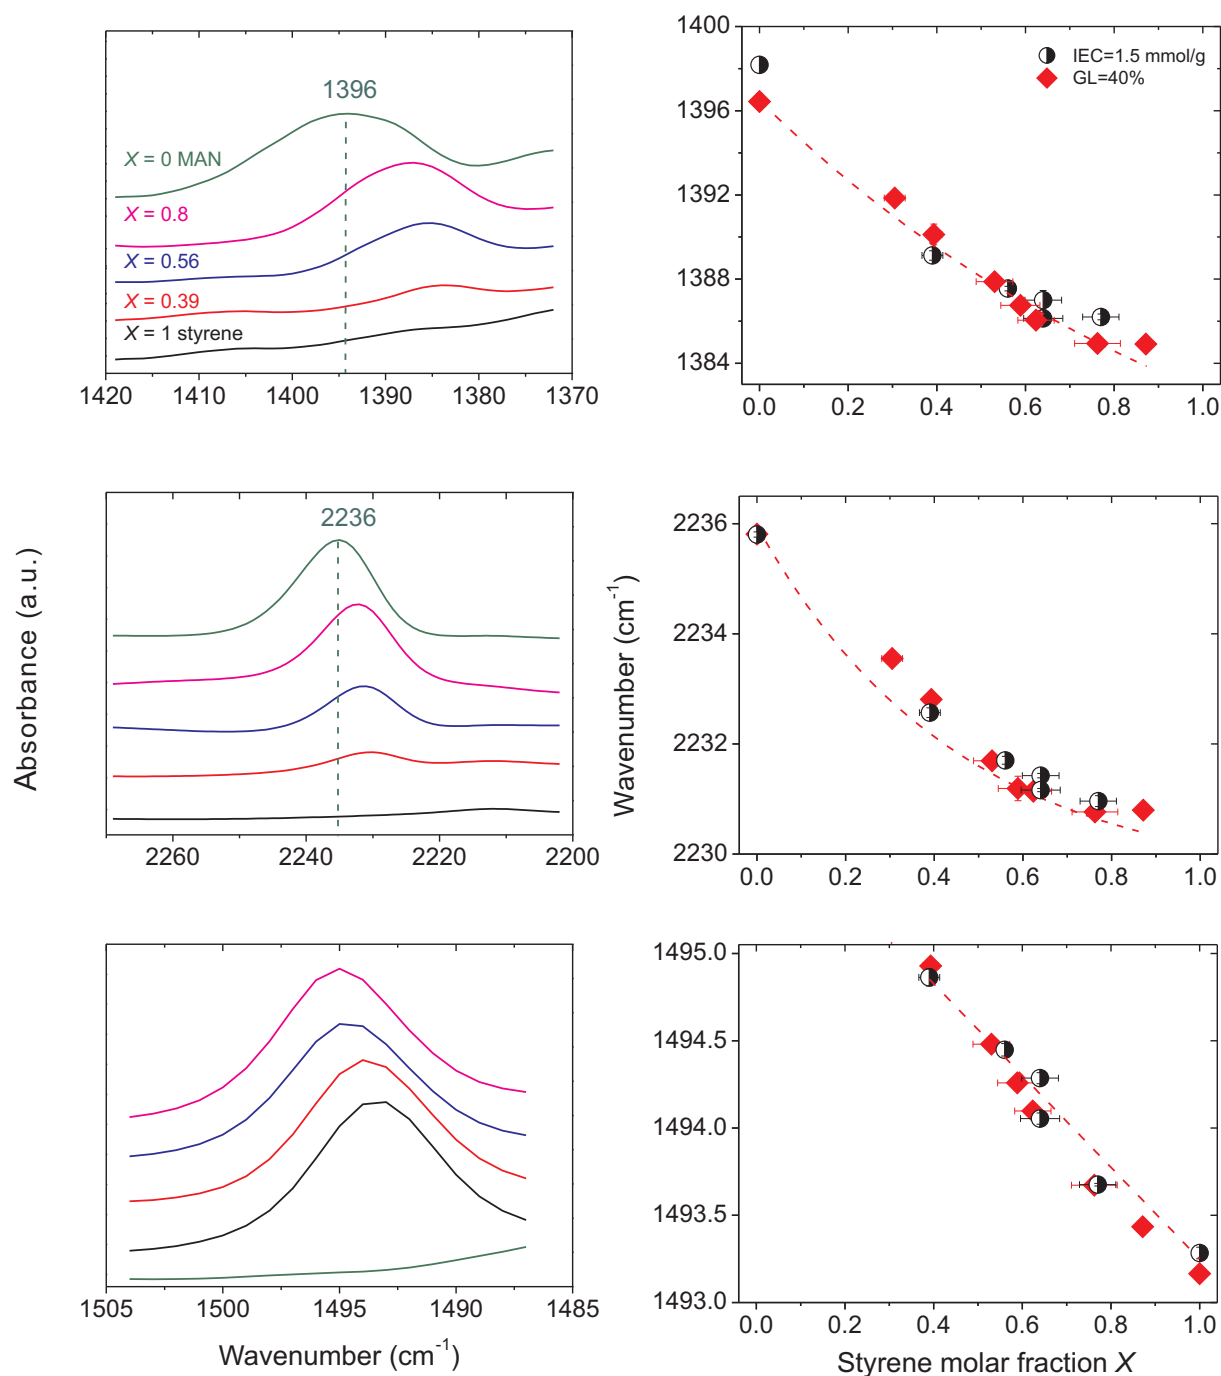 1396
X = 0 MAN
X = 0.8
X = 0.56
X = 0.39
X = 1 styrene
1420 1410 1400 1390 1380 1370
1400
1396
1392
1388
1384
IEC=1.5 mmol/g
GL=40%
0.0 0.2 0.4 0.6 0.8 1.0
2236
2260 2240 2220 2200
Absorbance (a.u.)
Wavenumber (cm-1)
2236
2234
2232
2230
0.0 0.2 0.4 0.6 0.8 1.0
1505 1500 1495 1490 1485
Wavenumber (cm-1)
1495.0
1494.5
1494.0
1493.5
1493.0
0.0 0.2 0.4 0.6 0.8 1.0
Styrene molar fraction X